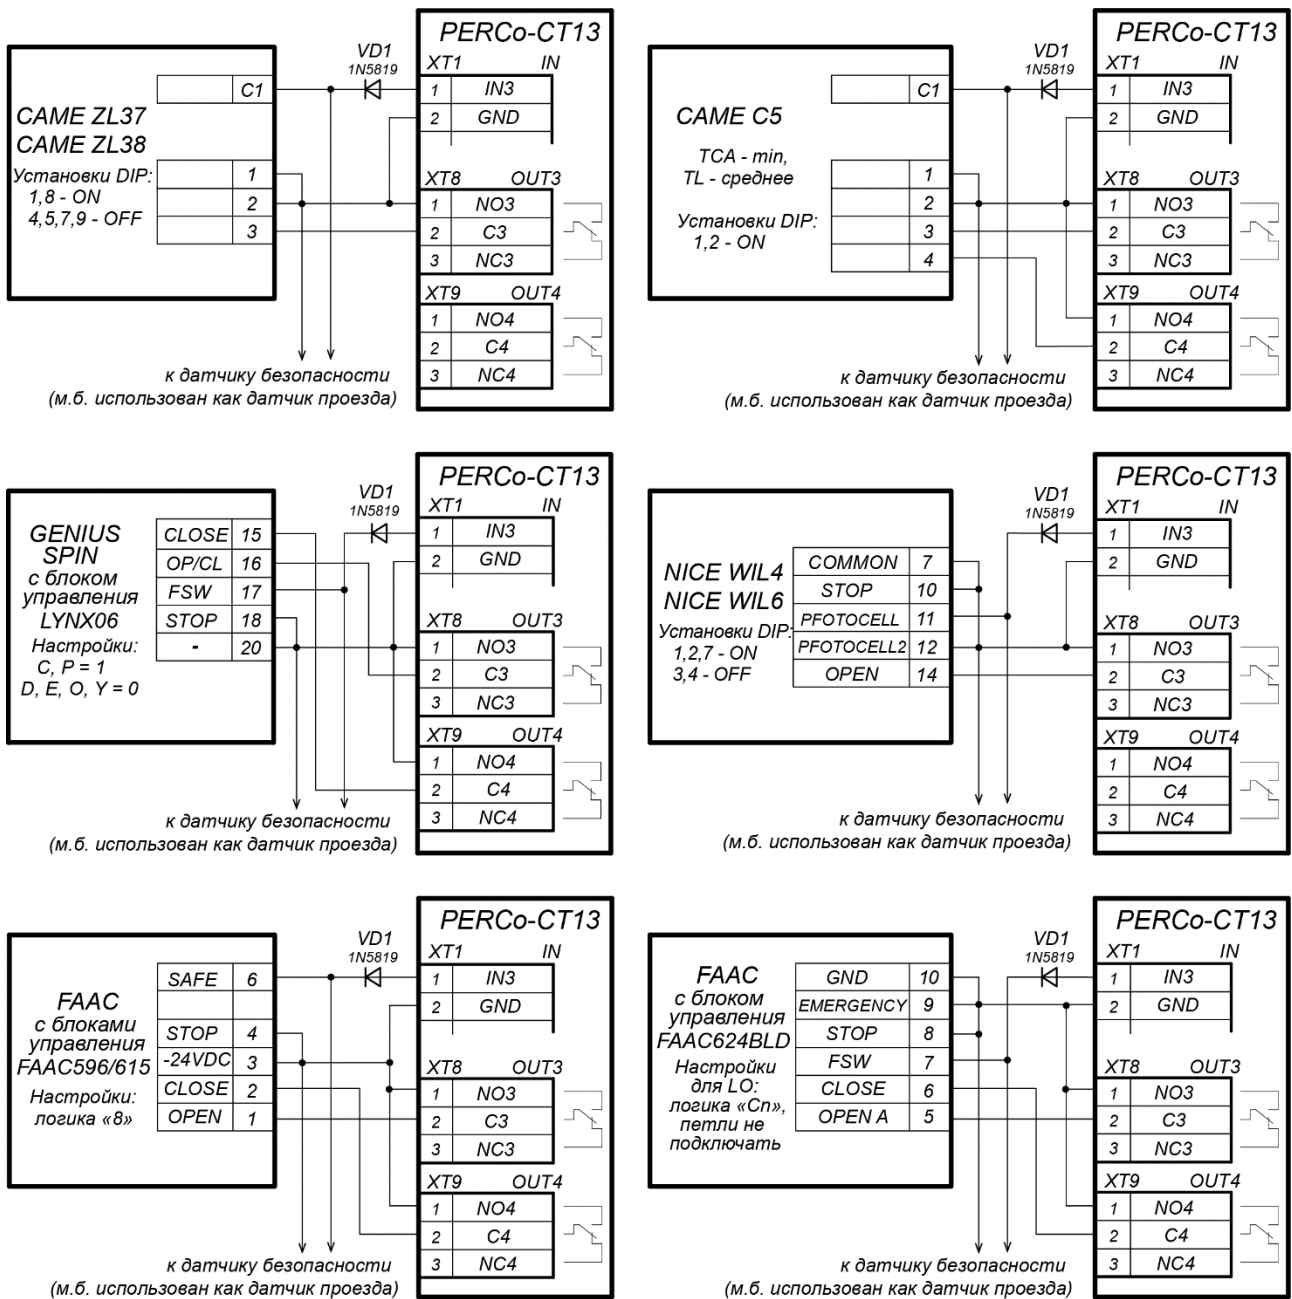 PERCo-CT13
VD1
1N5819
XT1 IN
C1
1 IN3
2 GND
CAME ZL37
CAME ZL38
Установки DIP:
1,8 - ON
4,5,7,9 - OFF
1
2
3
XT8 OUT3
1 NO3
2 C3
3 NC3
XT9 OUT4
1 NO4
2 C4
3 NC4
к датчику безопасности
(м.б. использован как датчик проезда)
PERCo-CT13
VD1
1N5819
XT1 IN
C1
1 IN3
2 GND
CAME C5
TCA - min,
TL - среднее
Установки DIP:
1,2 - ON
1
2
3
4
XT8 OUT3
1 NO3
2 C3
3 NC3
XT9 OUT4
1 NO4
2 C4
3 NC4
к датчику безопасности
(м.б. использован как датчик проезда)
PERCo-CT13
VD1
1N5819
XT1 IN
1 IN3
2 GND
GENIUS
SPIN
с блоком
управления
LYNX06
Настройки:
C, P = 1
D, E, O, Y = 0
CLOSE 15
OP/CL 16
FSW 17
STOP 18
- 20
XT8 OUT3
1 NO3
2 C3
3 NC3
XT9 OUT4
1 NO4
2 C4
3 NC4
к датчику безопасности
(м.б. использован как датчик проезда)
PERCo-CT13
VD1
1N5819
XT1 IN
1 IN3
2 GND
NICE WIL4
NICE WIL6
Установки DIP:
1,2,7 - ON
3,4 - OFF
COMMON 7
STOP 10
PFOTOCELL 11
PFOTOCELL2 12
OPEN 14
XT8 OUT3
1 NO3
2 C3
3 NC3
XT9 OUT4
1 NO4
2 C4
3 NC4
к датчику безопасности
(м.б. использован как датчик проезда)
PERCo-CT13
VD1
1N5819
XT1 IN
1 IN3
2 GND
FAAC
с блоками
управления
FAAC596/615
Настройки:
логика «8»
SAFE 6
STOP 4
-24VDC 3
CLOSE 2
OPEN 1
XT8 OUT3
1 NO3
2 C3
3 NC3
XT9 OUT4
1 NO4
2 C4
3 NC4
к датчику безопасности
(м.б. использован как датчик проезда)
PERCo-CT13
VD1
1N5819
XT1 IN
1 IN3
2 GND
FAAC
с блоком
управления
FAAC624BLD
Настройки
для LO:
логика «Cn»,
петли не
подключать
GND 10
EMERGENCY 9
STOP 8
FSW 7
CLOSE 6
OPEN A 5
XT8 OUT3
1 NO3
2 C3
3 NC3
XT9 OUT4
1 NO4
2 C4
3 NC4
к датчику безопасности
(м.б. использован как датчик проезда)